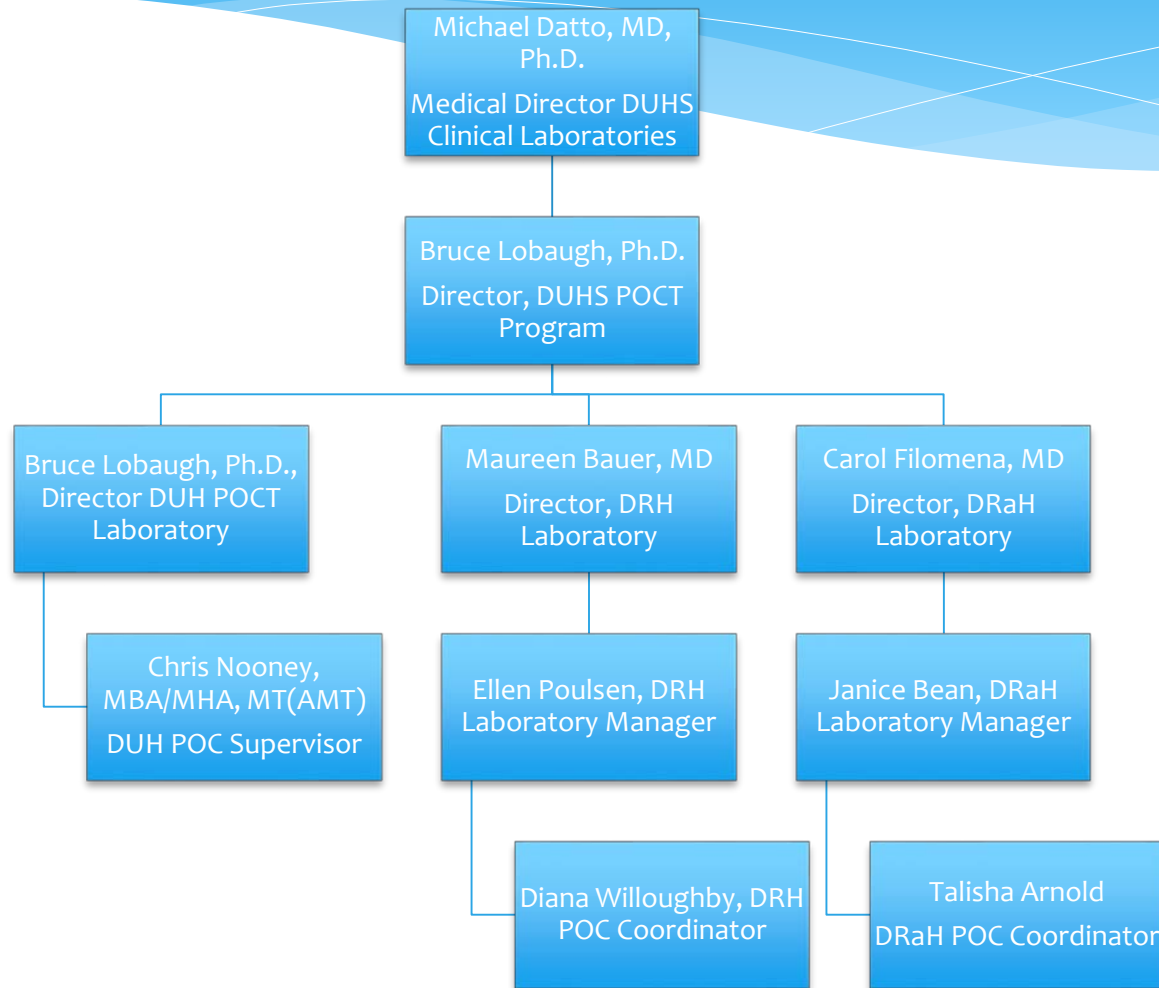 Michael Datto, MD,
Ph.D.
Medical Director DUHS
Clinical Laboratories
Bruce Lobaugh, Ph.D.
Director, DUHS POCT
Program
Bruce Lobaugh, Ph.D.,
Director DUH POCT
Laboratory
Maureen Bauer, MD
Director, DRH
Laboratory
Carol Filomena, MD
Director, DRaH
Laboratory
Chris Nooney,
MBA/MHA, MT(AMT)
DUH POC Supervisor
Ellen Poulsen, DRH
Laboratory Manager
Janice Bean, DRaH
Laboratory Manager
Diana Willoughby, DRH
POC Coordinator
Talisha Arnold
DRaH POC Coordinator